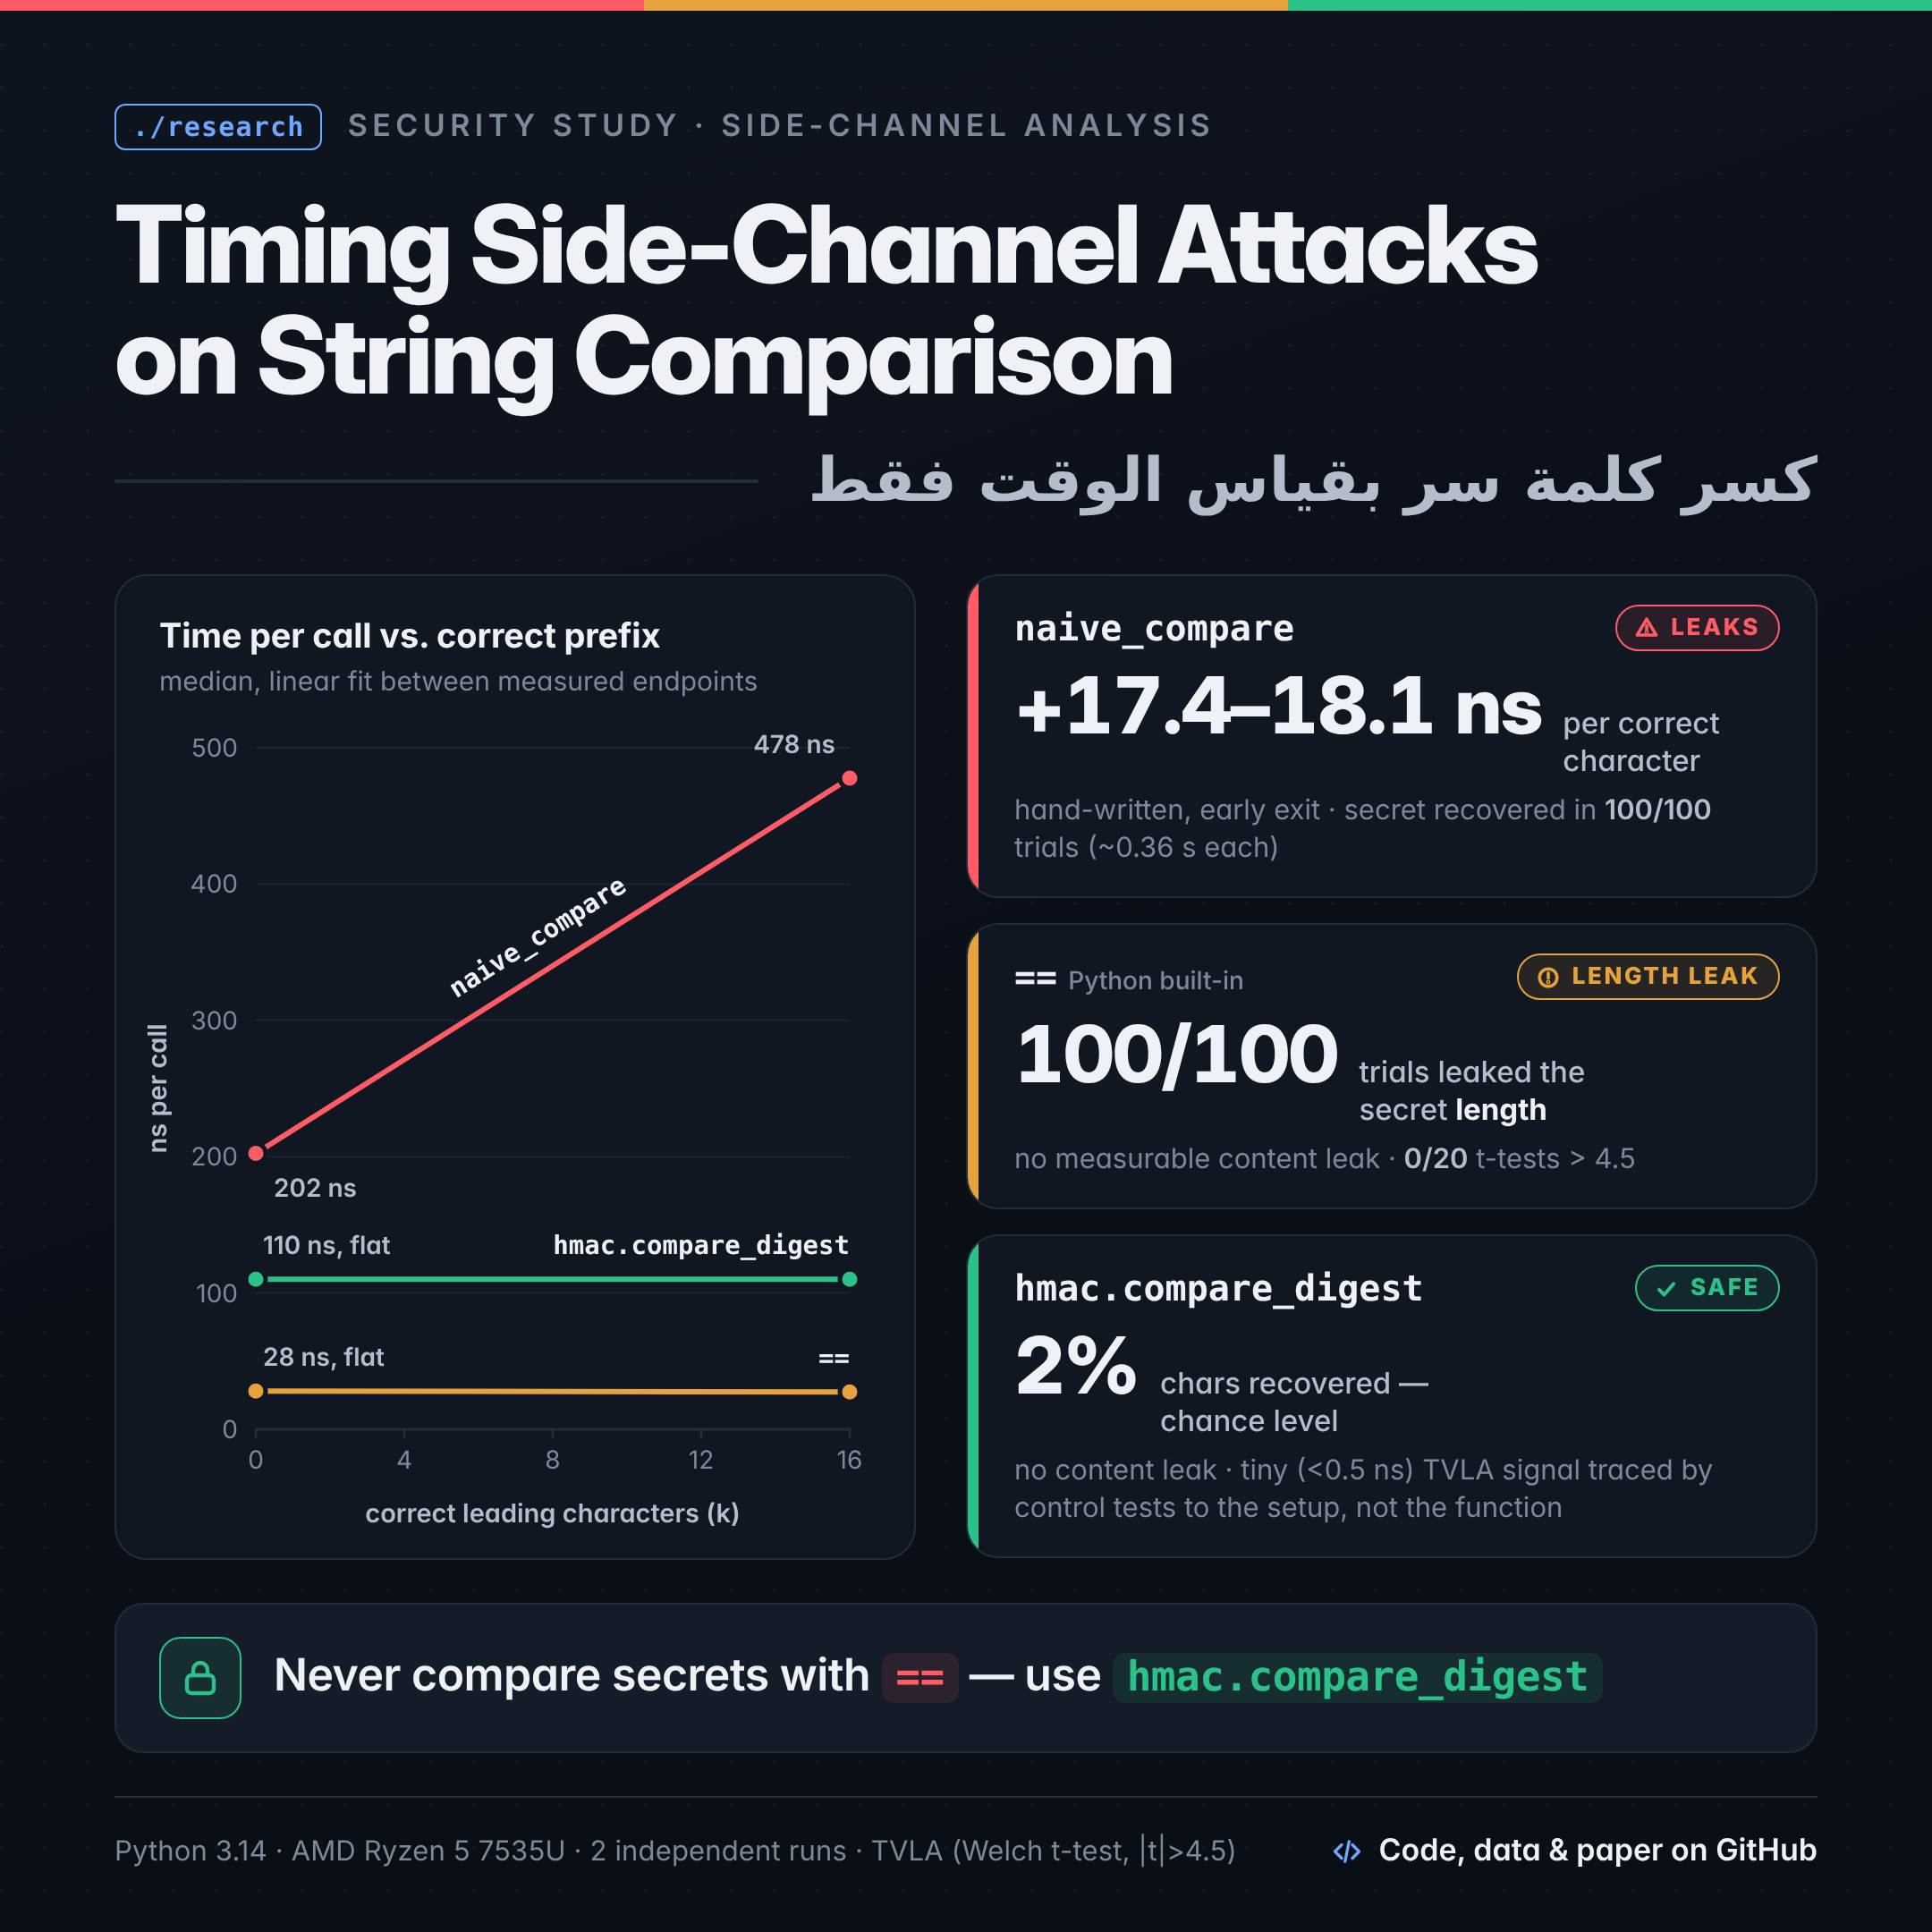 ./research SECURITY STUDY · SIDE-CHANNEL ANALYSIS
Timing Side-Channel Attacks
on String Comparison
كسر كلمة سر بقياس الوقت فقط
Time per call vs. correct prefix
median, linear fit between measured endpoints
500
478 ns
400
naive_compare
300
ns per call
200
202 ns
110 ns, flat hmac.compare_digest
100
28 ns, flat ==
0
0 4 8 12 16
correct leading characters (k)
naive_compare LEAKS
+17.4–18.1 ns per correct
character
hand-written, early exit · secret recovered in 100/100
trials (~0.36 s each)
== Python built-in LENGTH LEAK
100/100 trials leaked the
secret length
no measurable content leak · 0/20 t-tests > 4.5
hmac.compare_digest SAFE
2% chars recovered —
chance level
no content leak · tiny (<0.5 ns) TVLA signal traced by
control tests to the setup, not the function
Never compare secrets with == — use hmac.compare_digest
Python 3.14 · AMD Ryzen 5 7535U · 2 independent runs · TVLA (Welch t-test, |t|>4.5)
</> Code, data & paper on GitHub